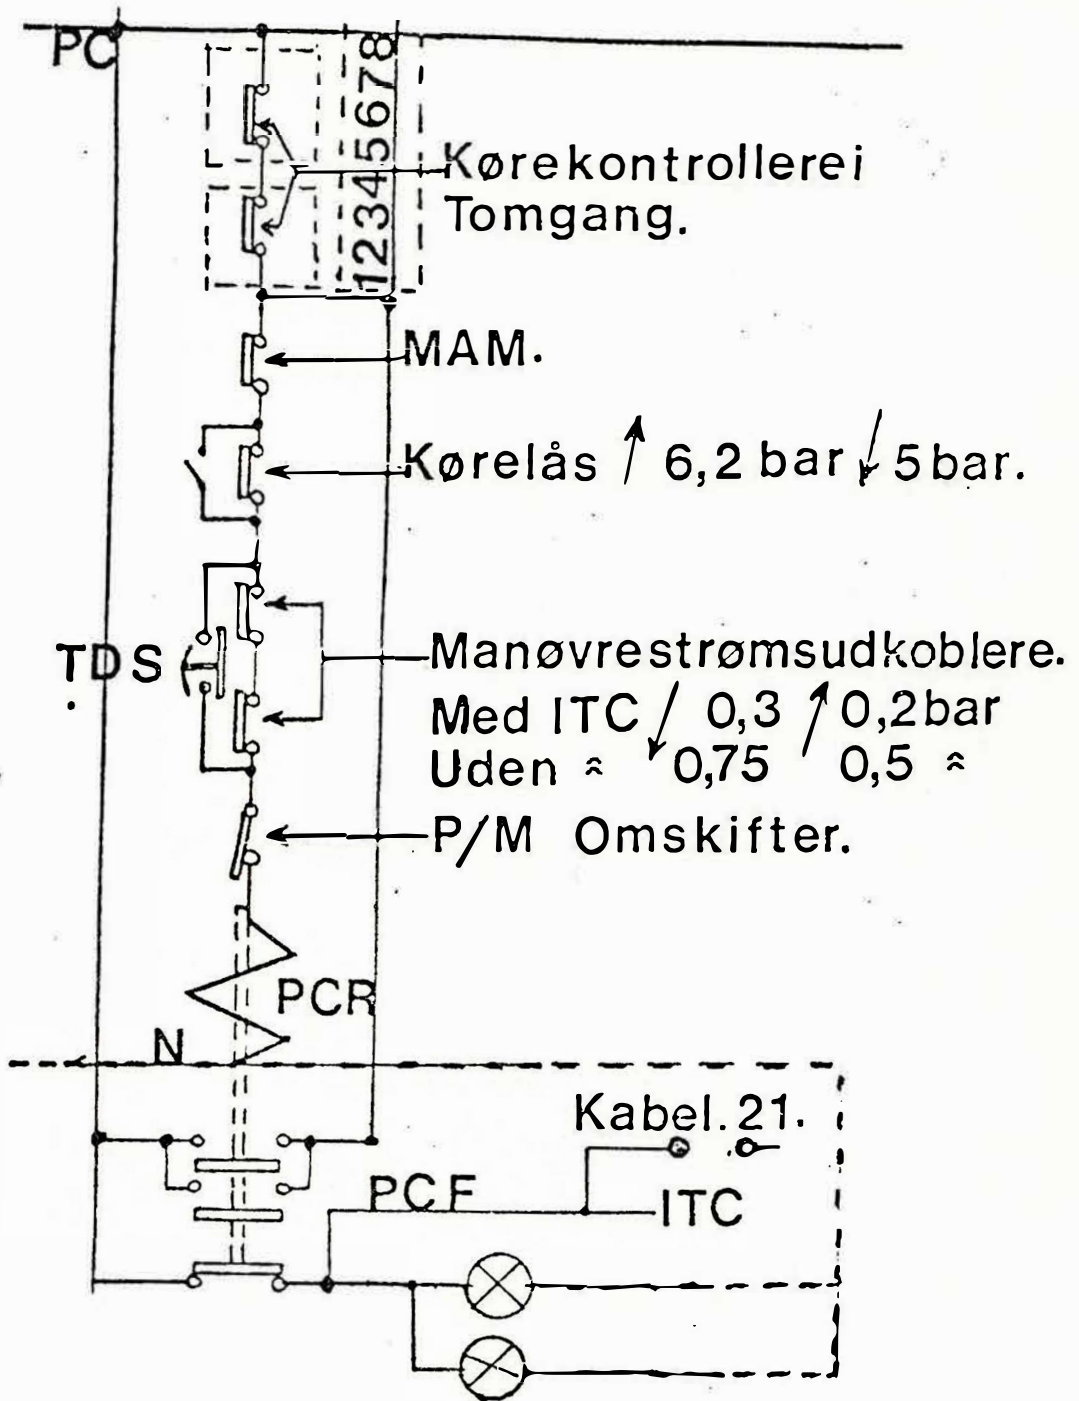 PC
12345678
Kørekontrollerei
Tomgang.
MAM.
Kørelås ↑ 6,2 bar ↓ 5 bar.
TDS
Manøvrestrømsudkoblere.
Med ITC ↓ 0,3 ↑ 0,2 bar
Uden " 0,75 0,5 "
P/M Omskifter.
PCR
N
Kabel. 21.
PCF
ITC